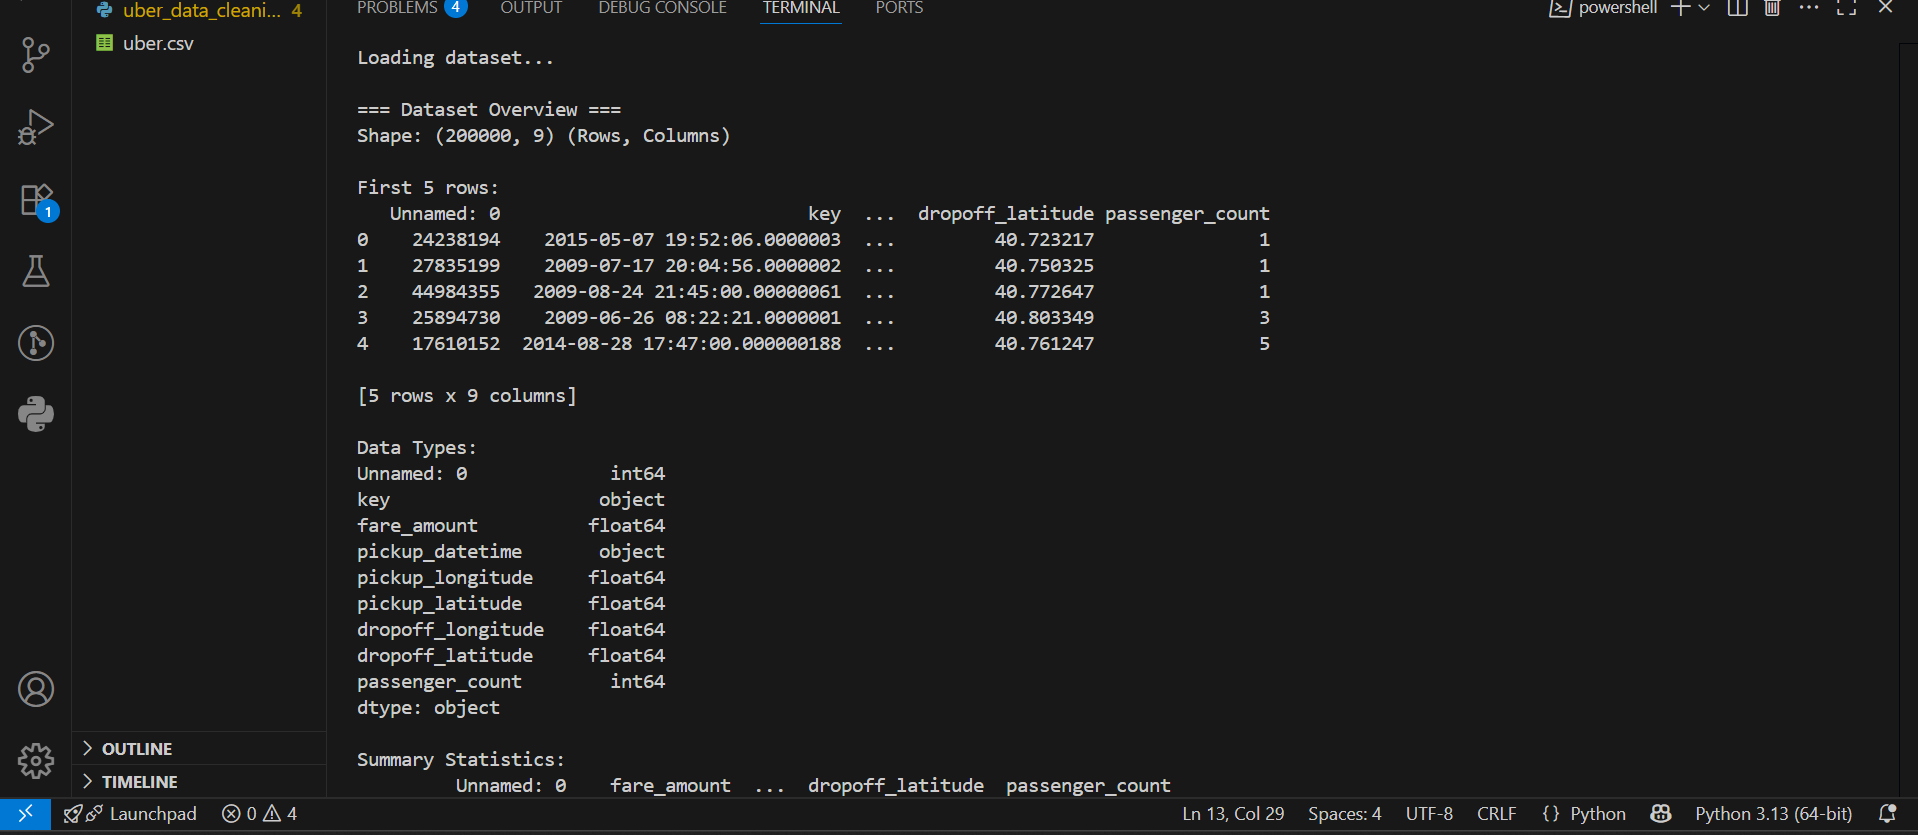 uber_data_cleani... 4
uber.csv
PROBLEMS 4 OUTPUT DEBUG CONSOLE TERMINAL PORTS
powershell
1
Loading dataset...
=== Dataset Overview ===
Shape: (200000, 9) (Rows, Columns)
First 5 rows:
Unnamed: 0 key ... dropoff_latitude passenger_count
0 24238194 2015-05-07 19:52:06.0000003 ... 40.723217 1
1 27835199 2009-07-17 20:04:56.0000002 ... 40.750325 1
2 44984355 2009-08-24 21:45:00.00000061 ... 40.772647 1
3 25894730 2009-06-26 08:22:21.0000001 ... 40.803349 3
4 17610152 2014-08-28 17:47:00.000000188 ... 40.761247 5
[5 rows x 9 columns]
Data Types:
Unnamed: 0 int64
key object
fare_amount float64
pickup_datetime object
pickup_longitude float64
pickup_latitude float64
dropoff_longitude float64
dropoff_latitude float64
passenger_count int64
dtype: object
Summary Statistics:
Unnamed: 0 fare_amount ... dropoff_latitude passenger_count
OUTLINE
TIMELINE
Launchpad 0 4 Ln 13, Col 29 Spaces: 4 UTF-8 CRLF {} Python Python 3.13 (64-bit)